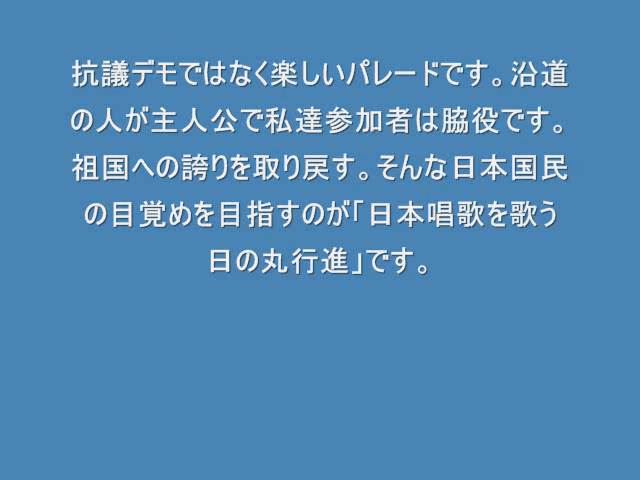 抗議デモではなく楽しいパレードです。沿道
の人が主人公で私達参加者は脇役です。
祖国への誇りを取り戻す。そんな日本国民
の目覚めを目指すのが「日本唱歌を歌う
日の丸行進」です。